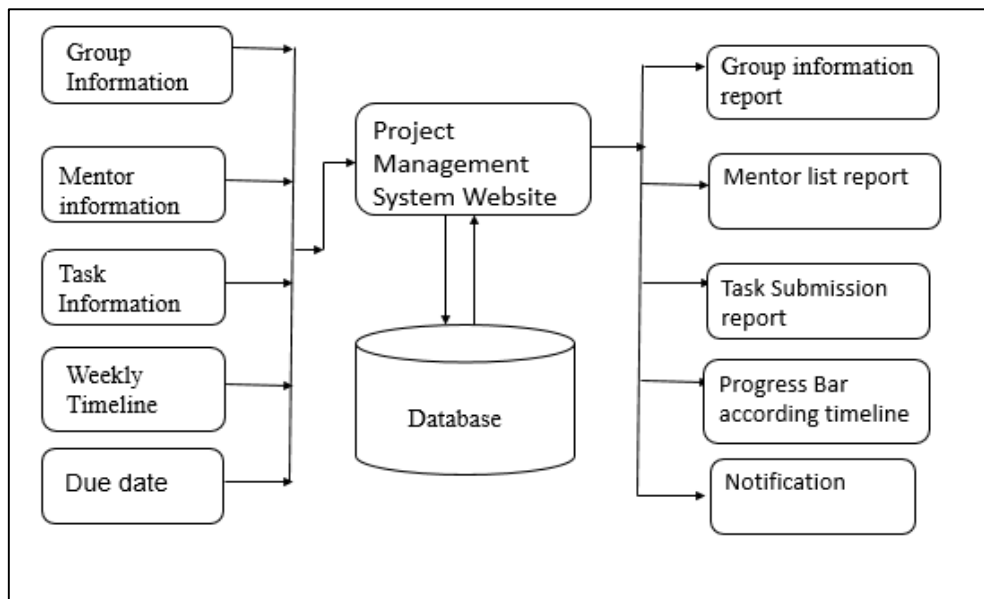 Group
Information
Mentor
information
Task
Information
Weekly
Timeline
Due date
Project
Management
System Website
Database
Group information
report
Mentor list report
Task Submission
report
Progress Bar
according timeline
Notification